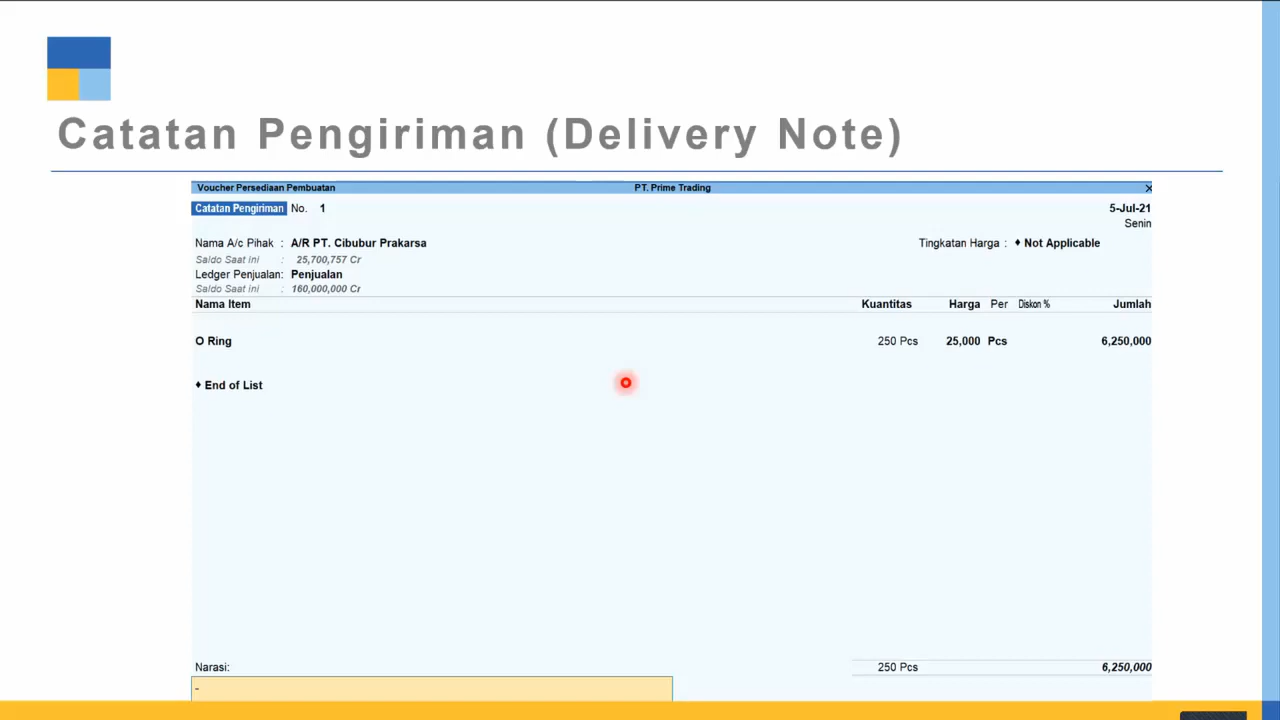 Catatan Pengiriman (Delivery Note)
Voucher Persediaan Pembuatan PT. Prime Trading ×
Catatan Pengiriman No. 1 5-Jul-21
Senin
Nama A/c Pihak : A/R PT. Cibubur Prakarsa Tingkatan Harga : ♦ Not Applicable
Saldo Saat ini : 25,700,757 Cr
Ledger Penjualan: Penjualan
Saldo Saat ini : 160,000,000 Cr
Nama Item Kuantitas Harga Per Diskon % Jumlah
O Ring 250 Pcs 25,000 Pcs 6,250,000
♦ End of List
Narasi: 250 Pcs 6,250,000
-